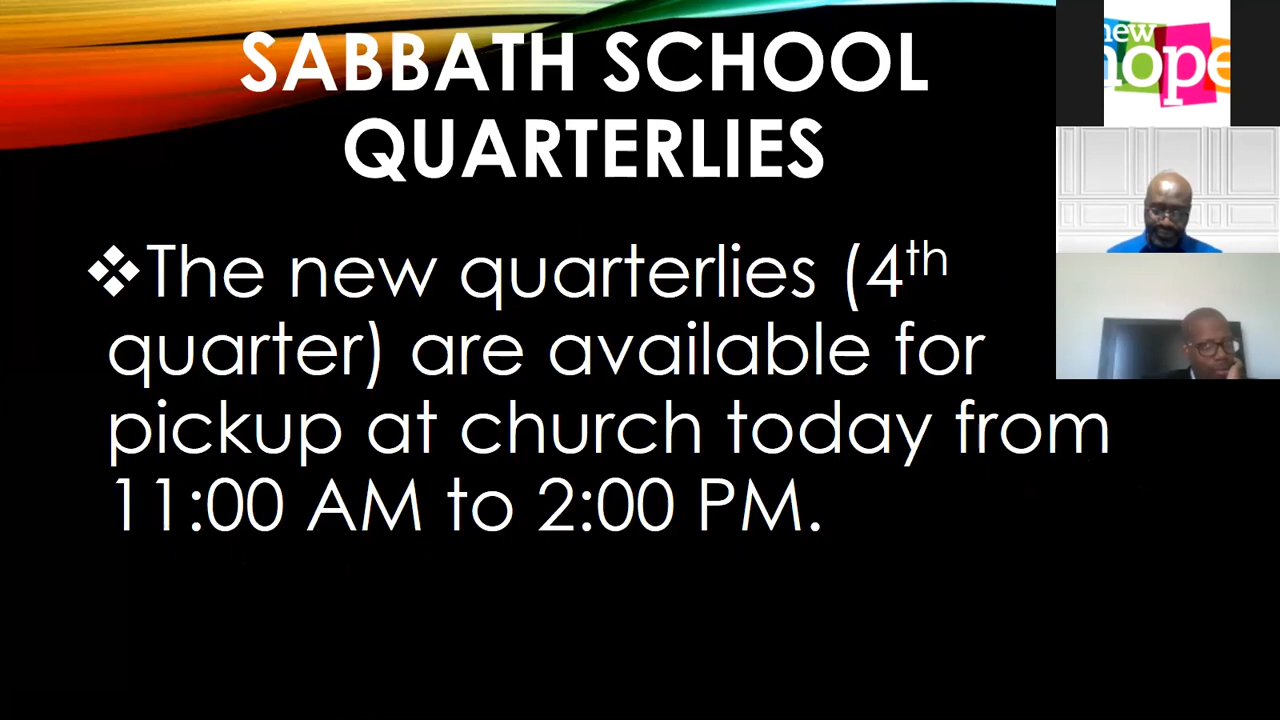 SABBATH SCHOOL
QUARTERLIES
❖The new quarterlies (4th
quarter) are available for
pickup at church today from
11:00 AM to 2:00 PM.
new
hope